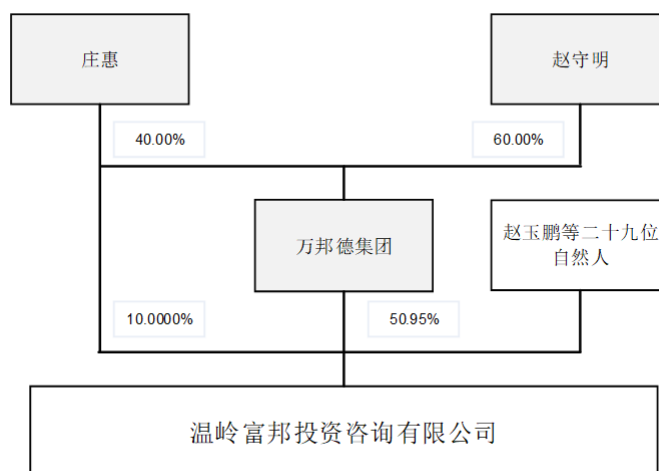 庄惠
赵守明
40.00%
60.00%
万邦德集团
赵玉鹏等二十九位
自然人
10.0000%
50.95%
温岭富邦投资咨询有限公司